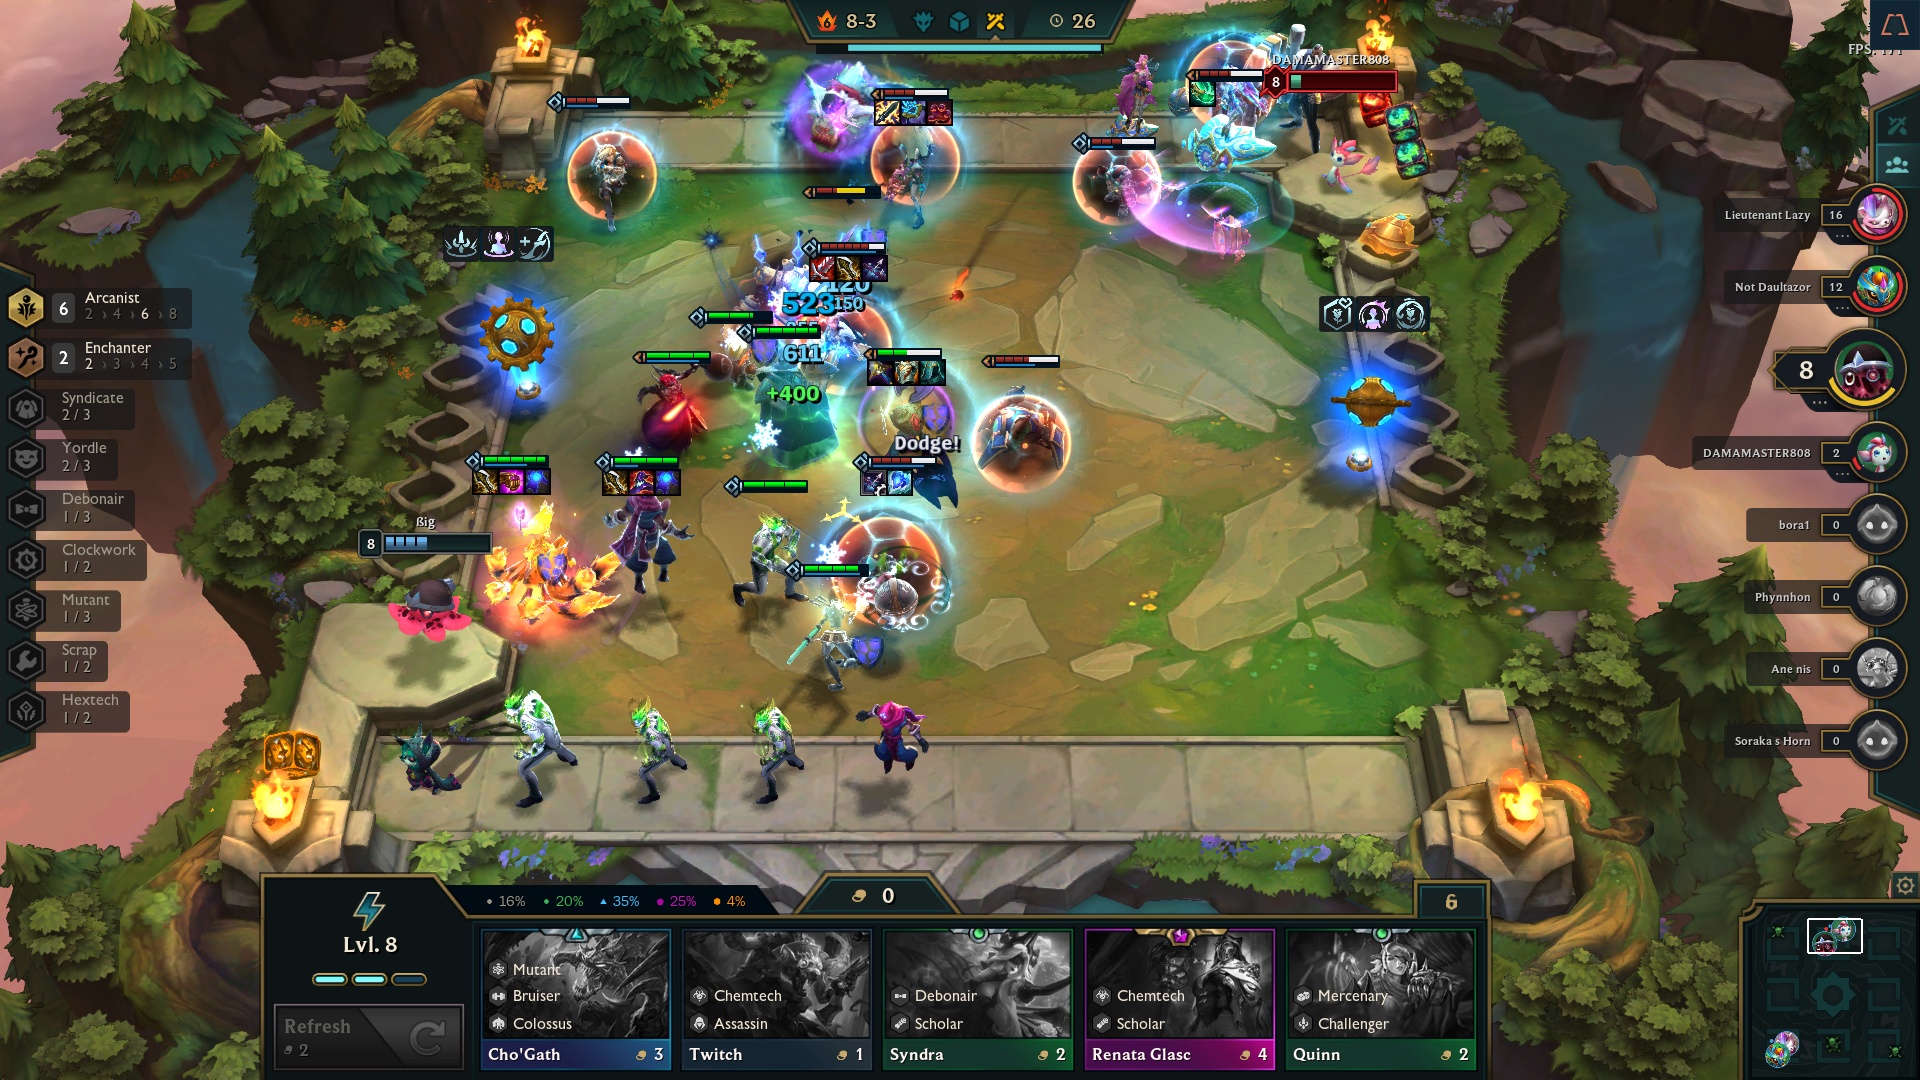 8-3
26
FPS:
DAMAMASTER808
8
Lieutenant Lazy
16
Not Daultazor
12
8
DAMAMASTER808
2
bora1
0
Phynnhon
0
Ane nis
0
Soraka s Horn
0
6
Arcanist
2 › 4 › 6 › 8
2
Enchanter
2 › 3 › 4 › 5
Syndicate
2 / 3
Yordle
2 / 3
Debonair
1 / 3
Clockwork
1 / 2
Mutant
1 / 3
Scrap
1 / 2
Hextech
1 / 2
120
523
150
611
+400
Dodge!
8
ßig
16%
20%
35%
25%
4%
0
6
Lvl. 8
Refresh
2
Mutant
Bruiser
Colossus
Cho'Gath
3
Chemtech
Assassin
Twitch
1
Debonair
Scholar
Syndra
2
Chemtech
Scholar
Renata Glasc
4
Mercenary
Challenger
Quinn
2